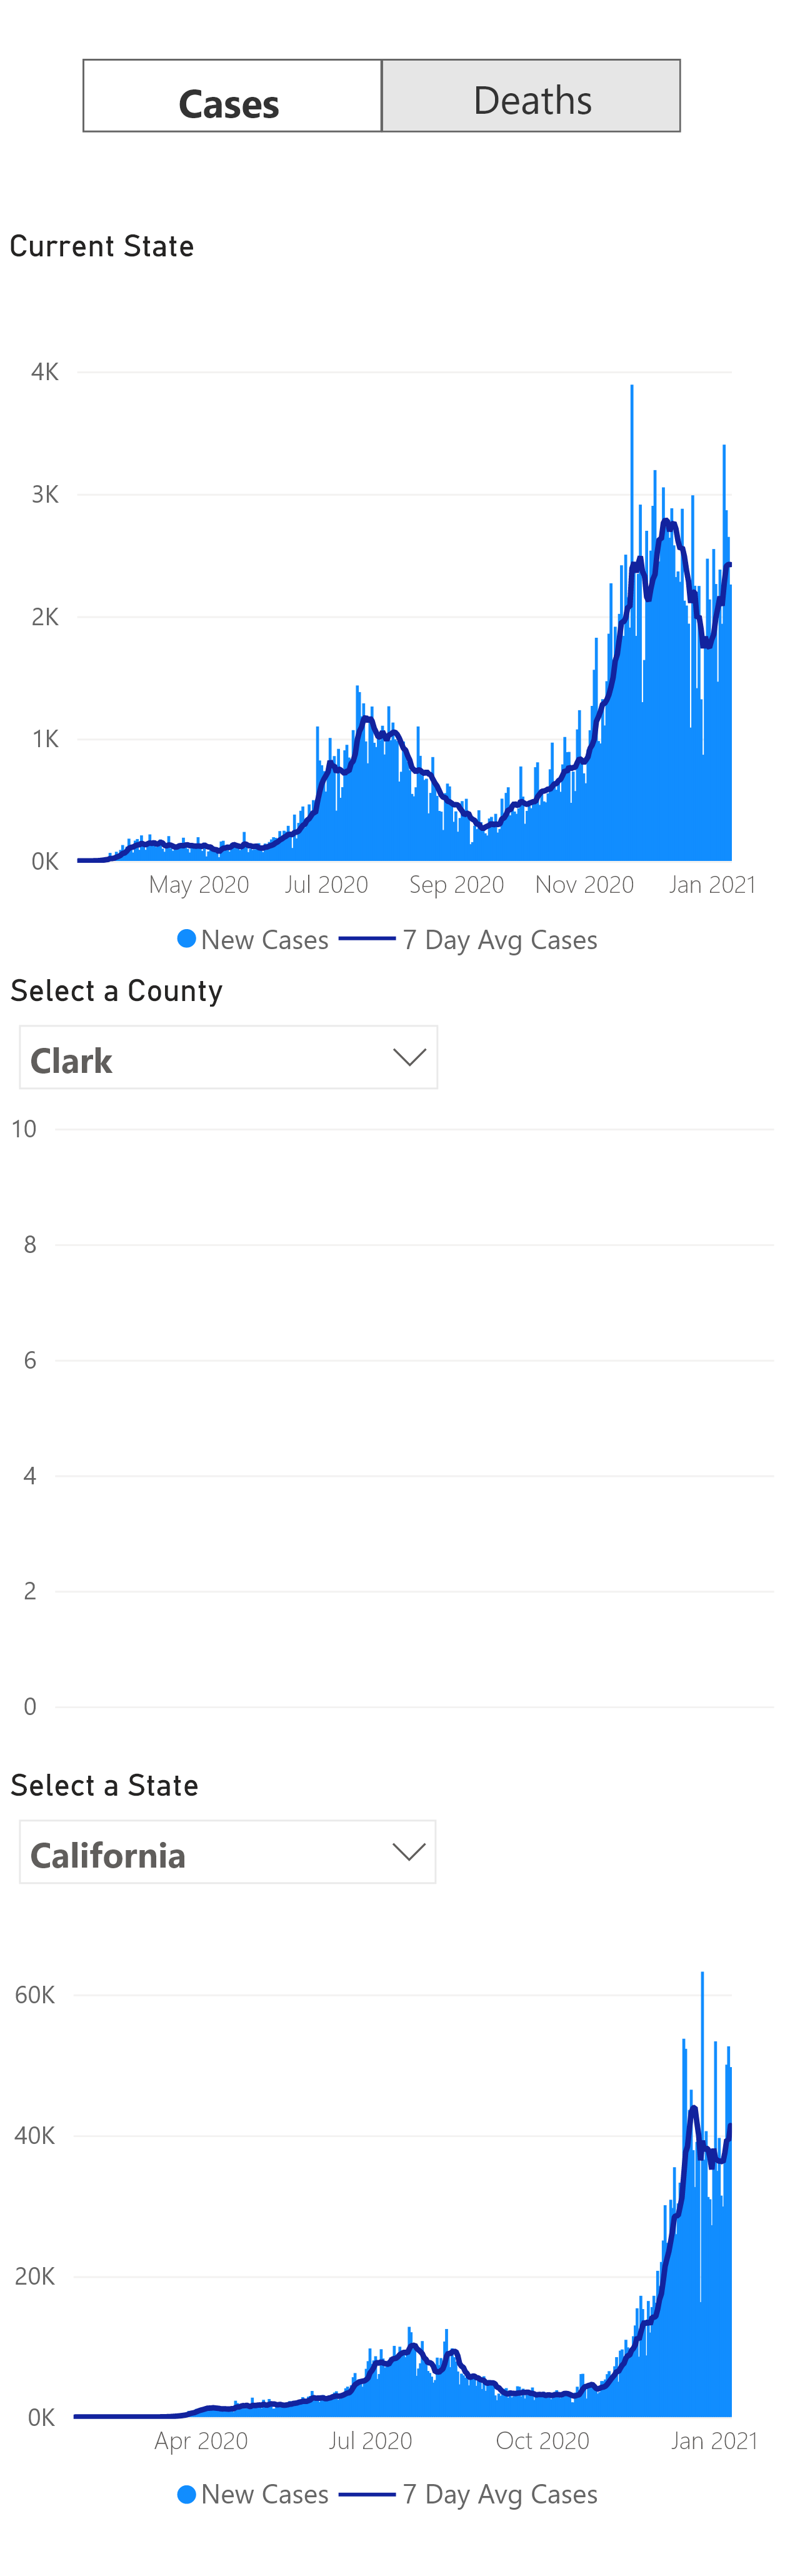 Cases Deaths
Current State
4K
3K
2K
1K
0K
May 2020 Jul 2020 Sep 2020 Nov 2020 Jan 2021
New Cases 7 Day Avg Cases
Select a County
Clark
10
8
6
4
2
0
Select a State
California
60K
40K
20K
0K
Apr 2020 Jul 2020 Oct 2020 Jan 2021
New Cases 7 Day Avg Cases